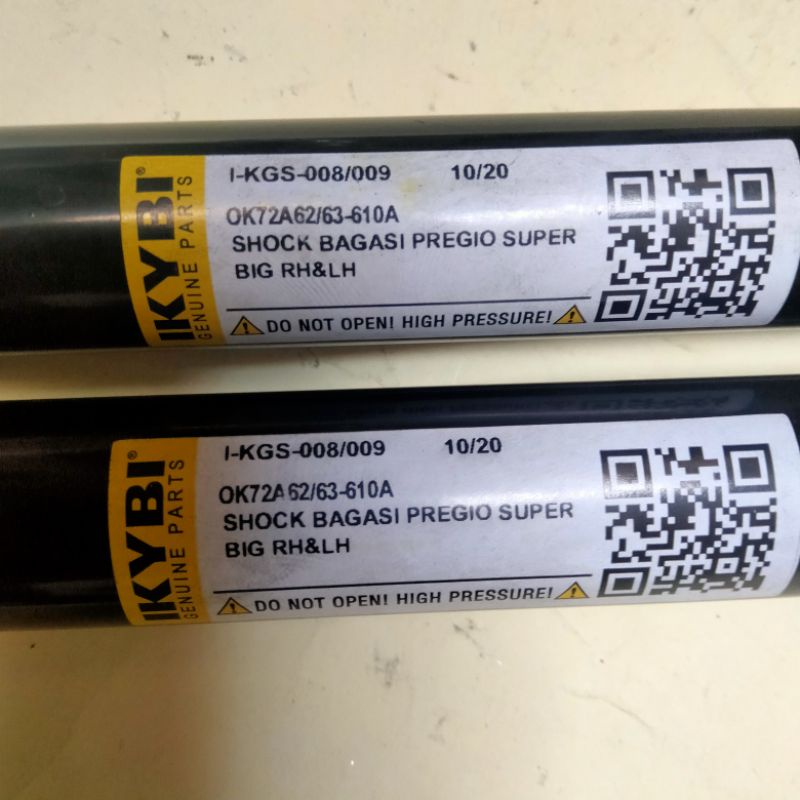 IKYBI®
GENUINE PARTS
I-KGS-008/009 10/20
OK72A62/63-610A
SHOCK BAGASI PREGIO SUPER
BIG RH&LH
DO NOT OPEN! HIGH PRESSURE!
IKYBI®
GENUINE PARTS
I-KGS-008/009 10/20
OK72A62/63-610A
SHOCK BAGASI PREGIO SUPER
BIG RH&LH
DO NOT OPEN! HIGH PRESSURE!